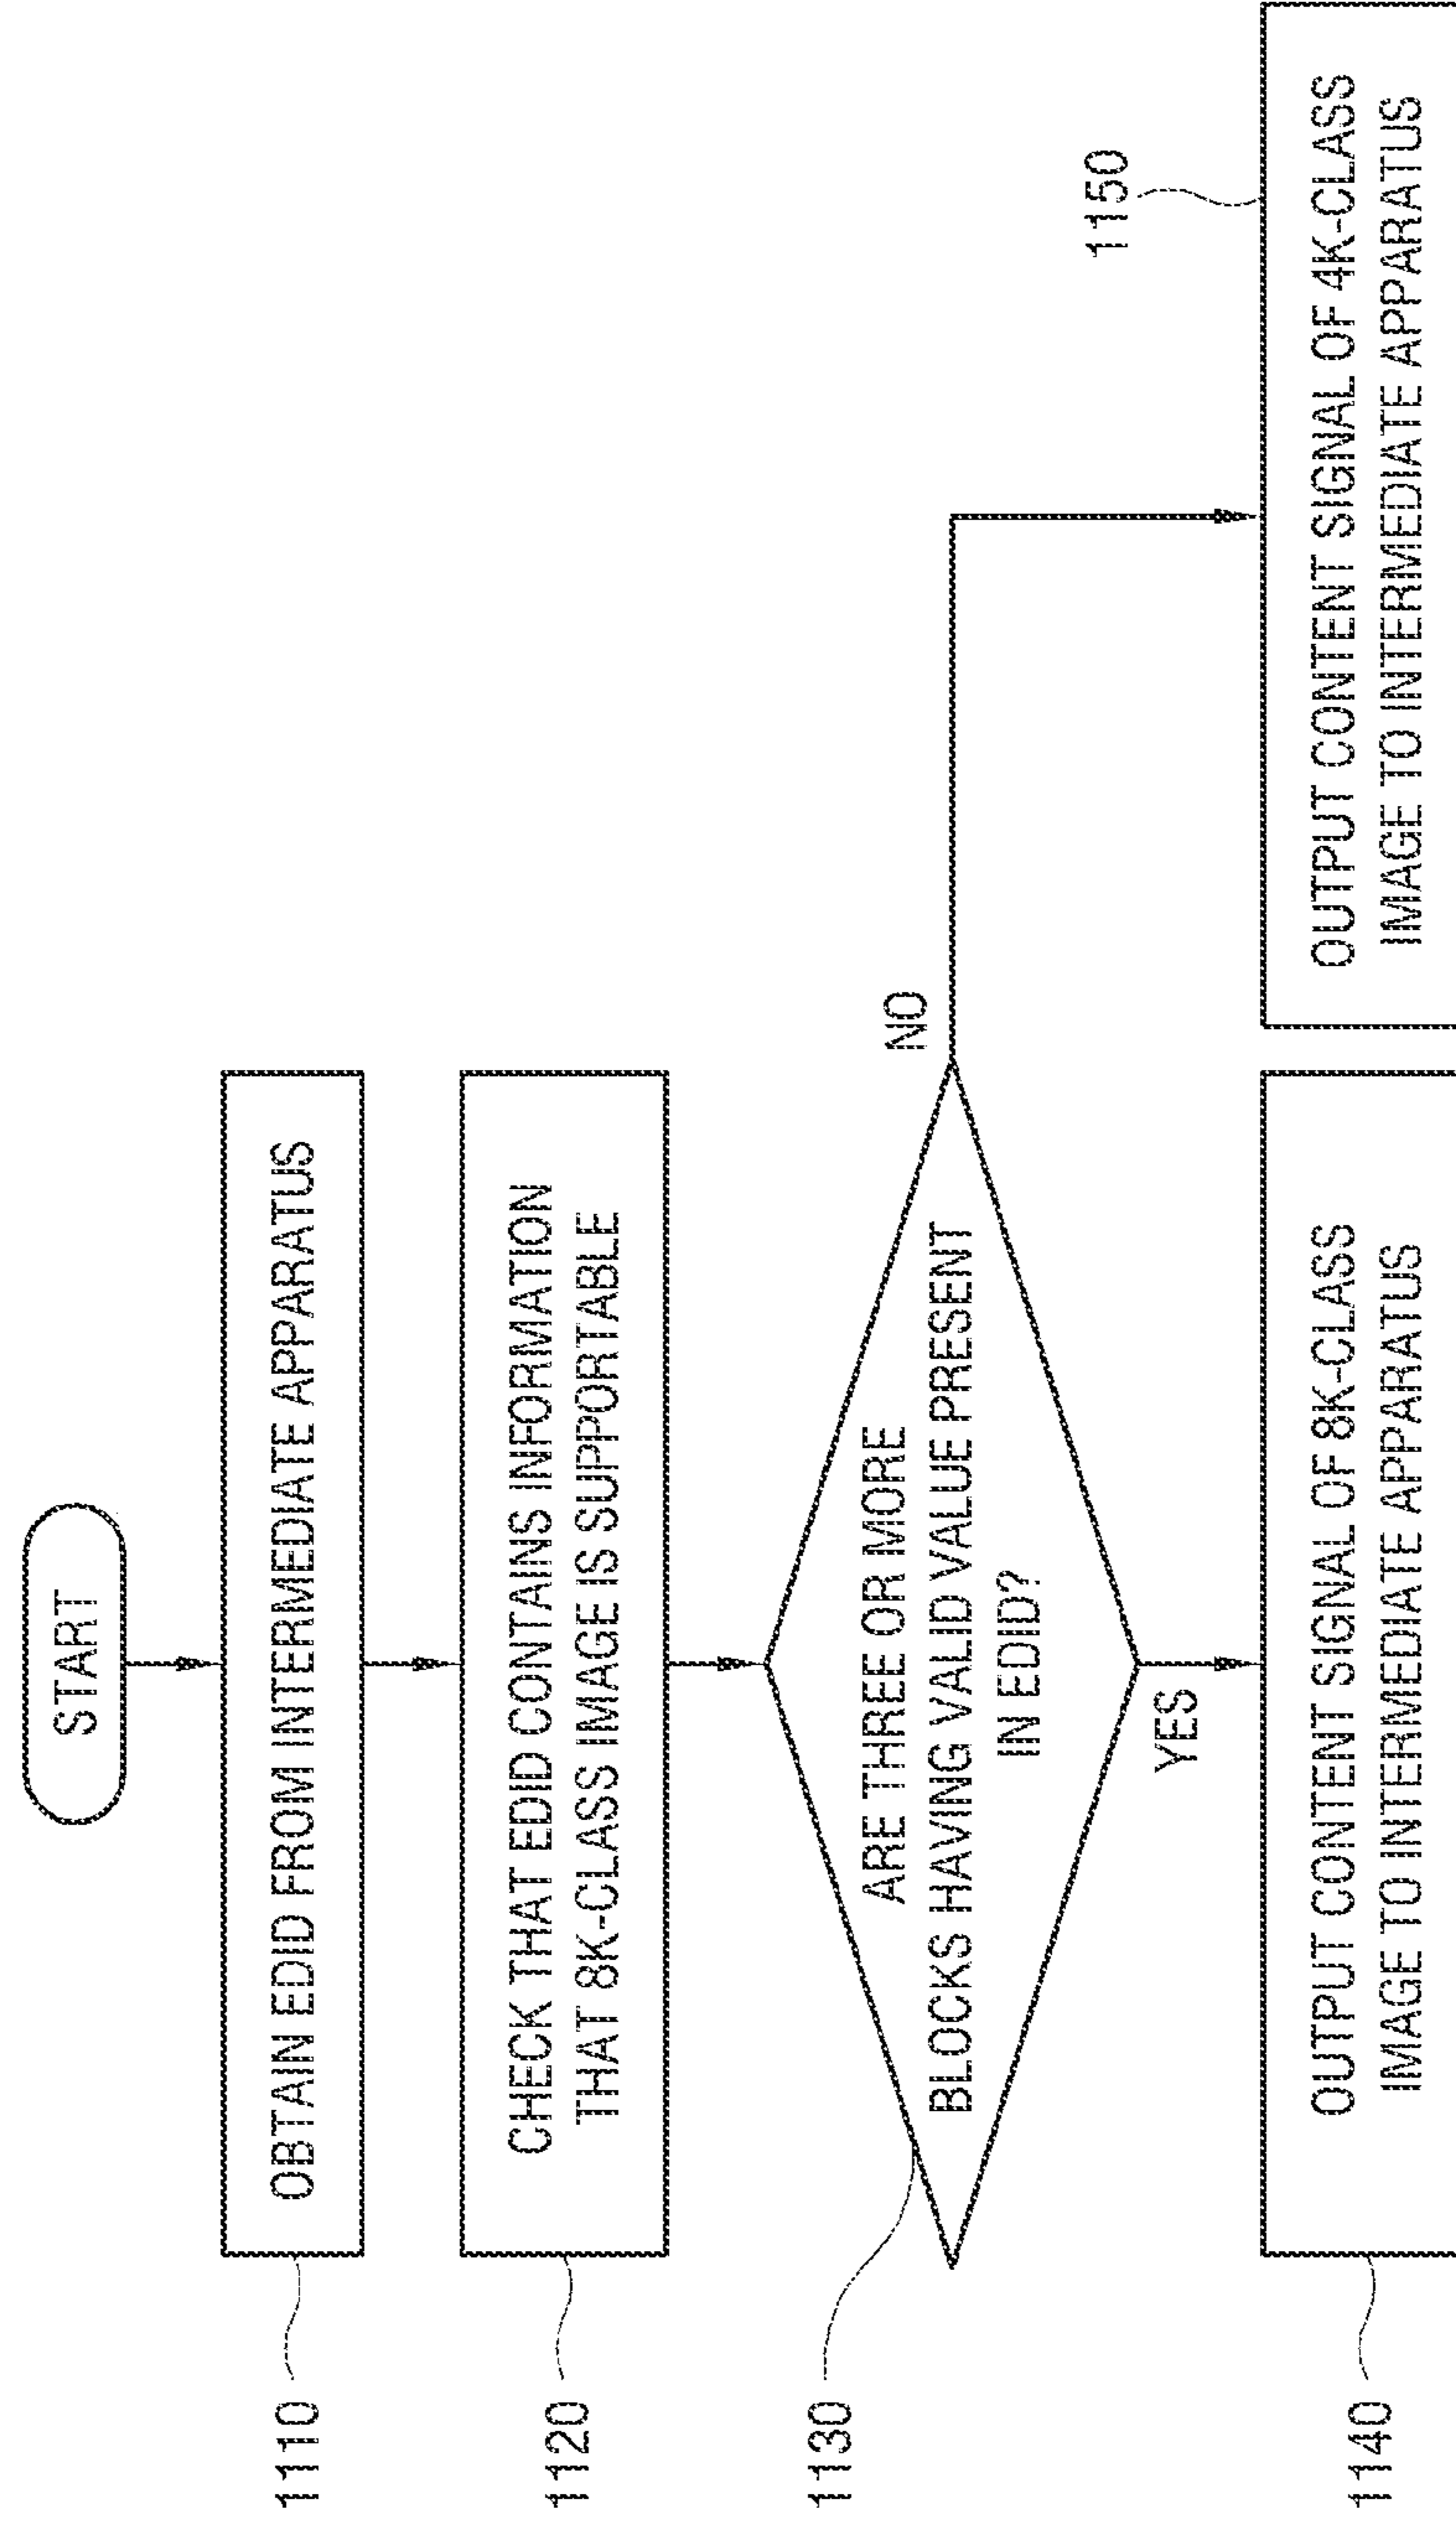 START
1110
OBTAIN EDID FROM INTERMEDIATE APPARATUS
1120
CHECK THAT EDID CONTAINS INFORMATION
THAT 8K-CLASS IMAGE IS SUPPORTABLE
1130
ARE THREE OR MORE
BLOCKS HAVING VALID VALUE PRESENT
IN EDID?
NO
YES
1140
OUTPUT CONTENT SIGNAL OF 8K-CLASS
IMAGE TO INTERMEDIATE APPARATUS
1150
OUTPUT CONTENT SIGNAL OF 4K-CLASS
IMAGE TO INTERMEDIATE APPARATUS